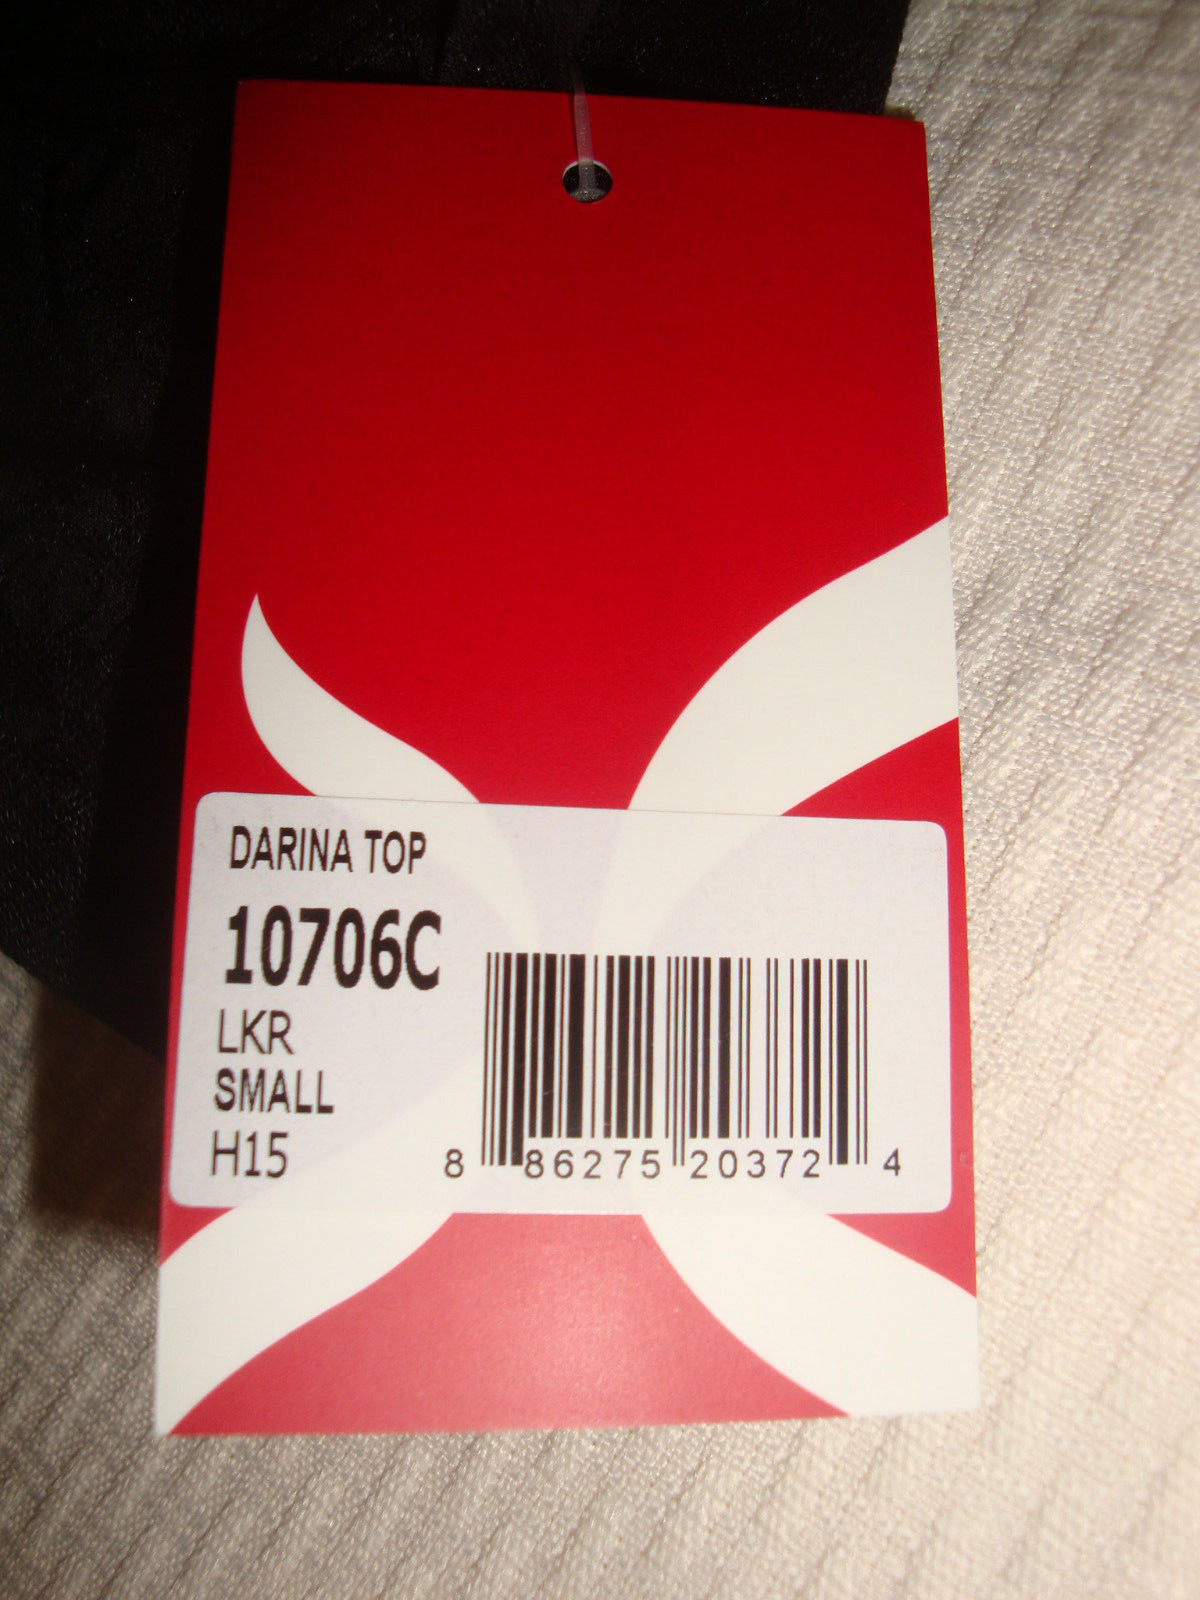 DARINA TOP
10706C
LKR
SMALL
H15
8 86275 20372 4